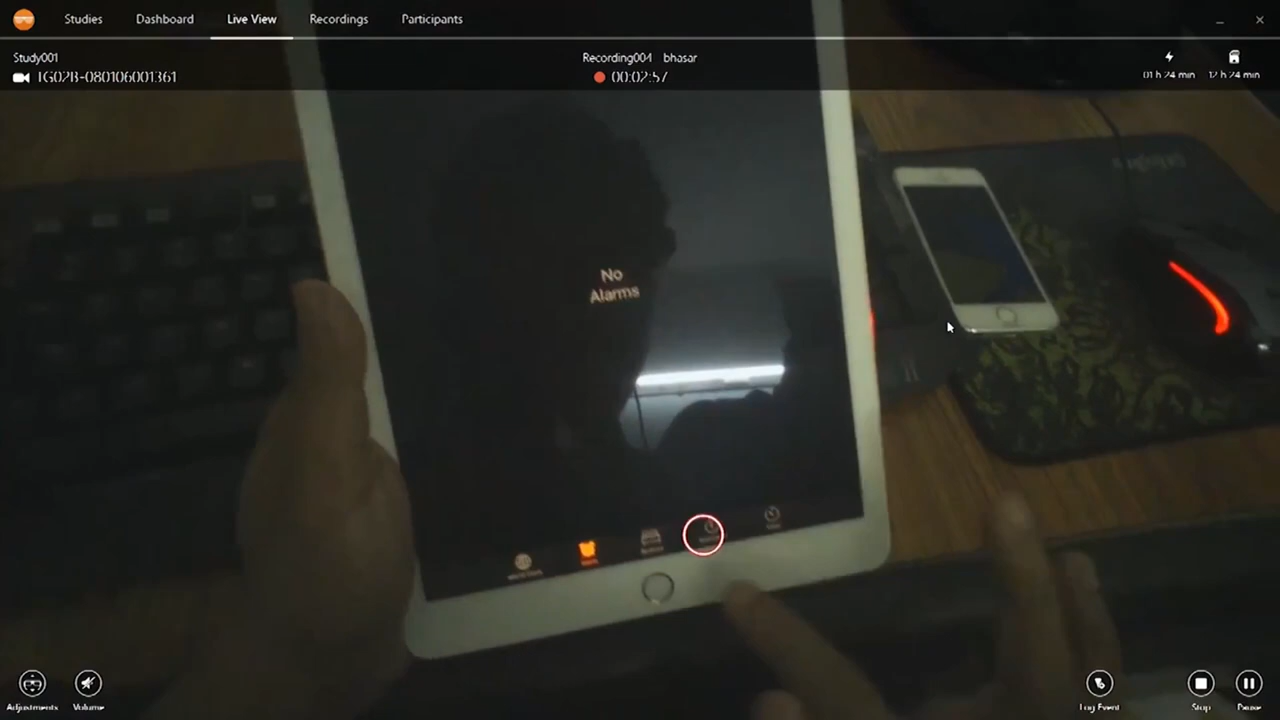 Studies
Dashboard
Live View
Recordings
Participants
Study001
TG02B-080106001361
Recording004 bhasar
00:02:57
01 h 24 min
12 h 24 min
No
Alarms
Adjustments
Volume
Log Event
Stop
Pause